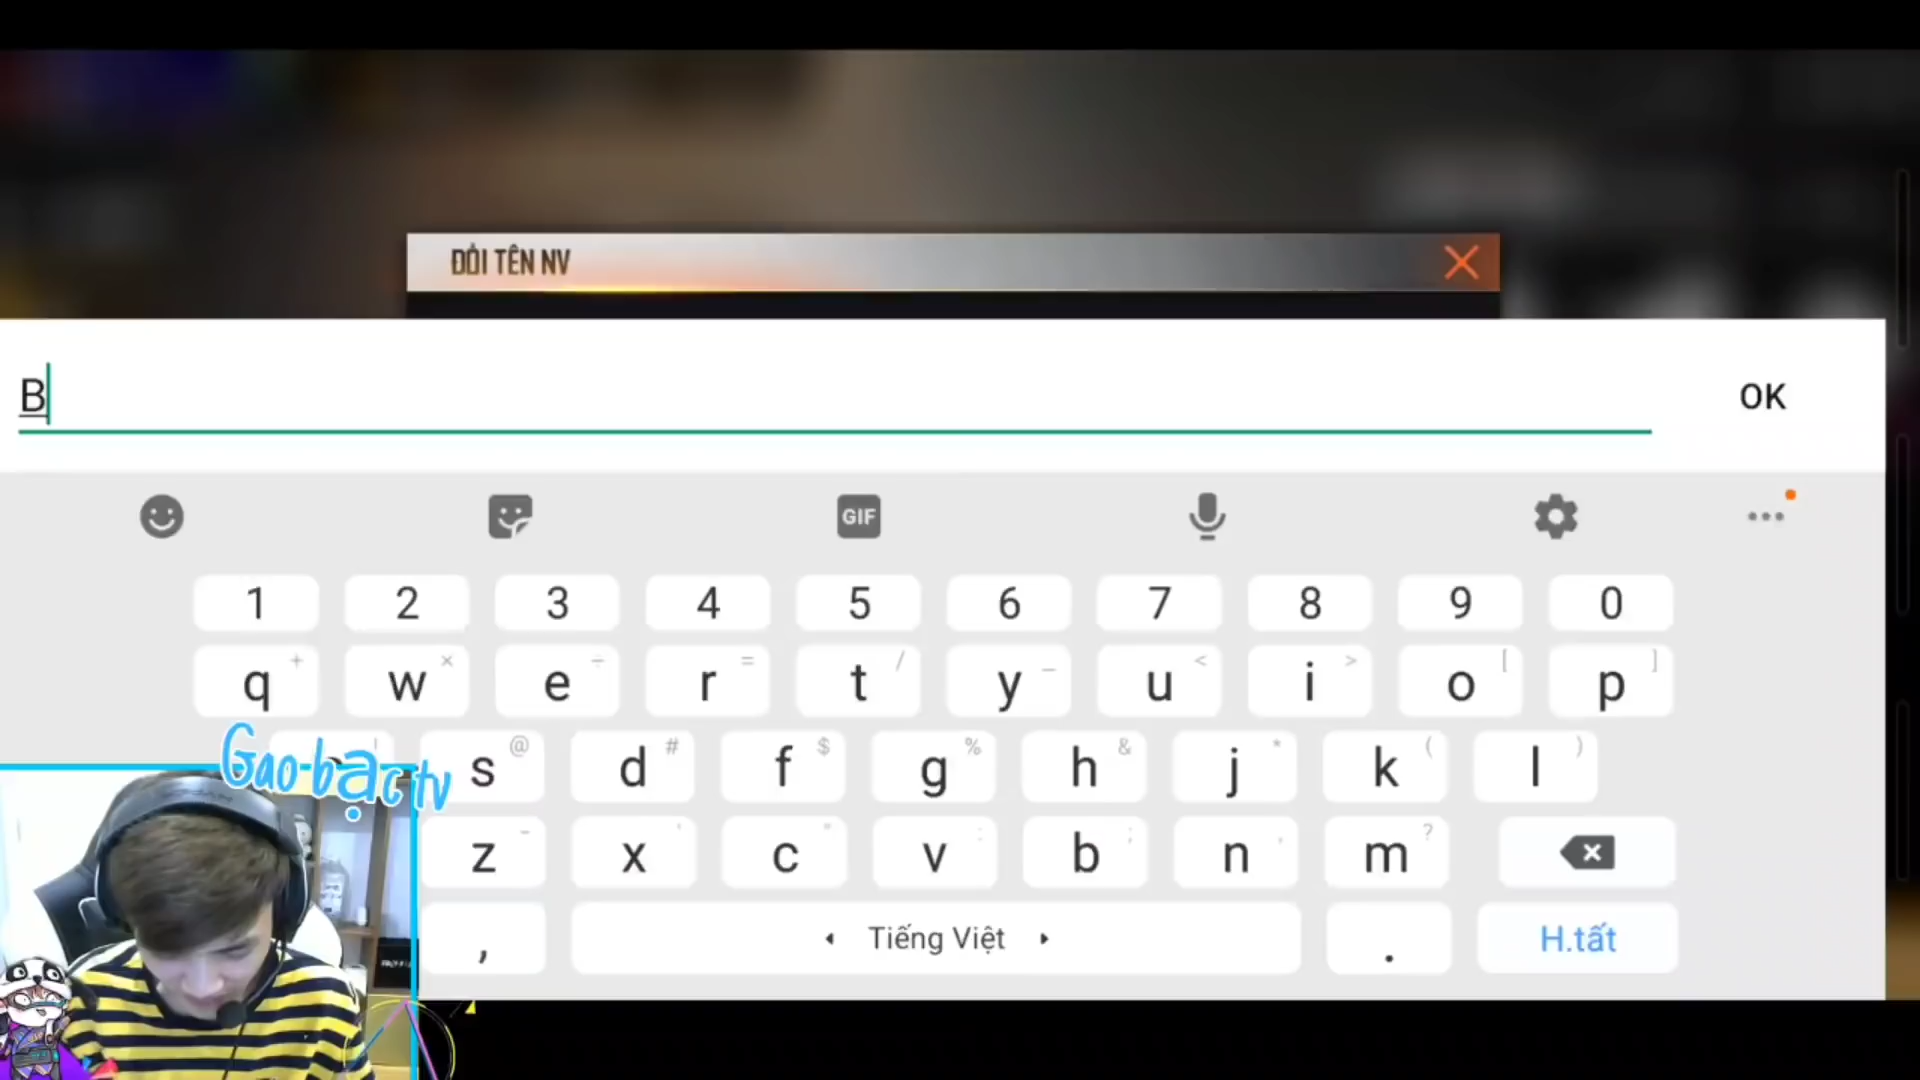 ĐỔI TÊN NV
B
OK
GIF
1 2 3 4 5 6 7 8 9 0
q + w × e ÷ r = t / y _ u < i > o [ p ]
! s @ d # f $ g % h & j * k ( l )
z - x ' c " v : b ; n , m ?
, Tiếng Việt . H.tất
Gao bạc tv